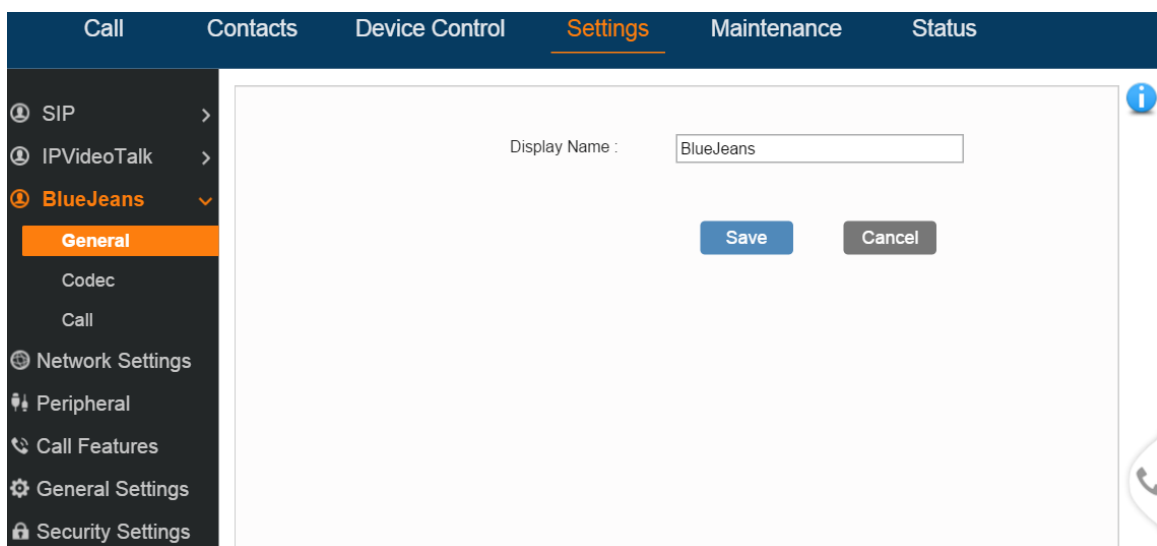 Call Contacts Device Control Settings Maintenance Status
SIP
IPVideoTalk
BlueJeans
General
Codec
Call
Network Settings
Peripheral
Call Features
General Settings
Security Settings
Display Name : BlueJeans
Save Cancel